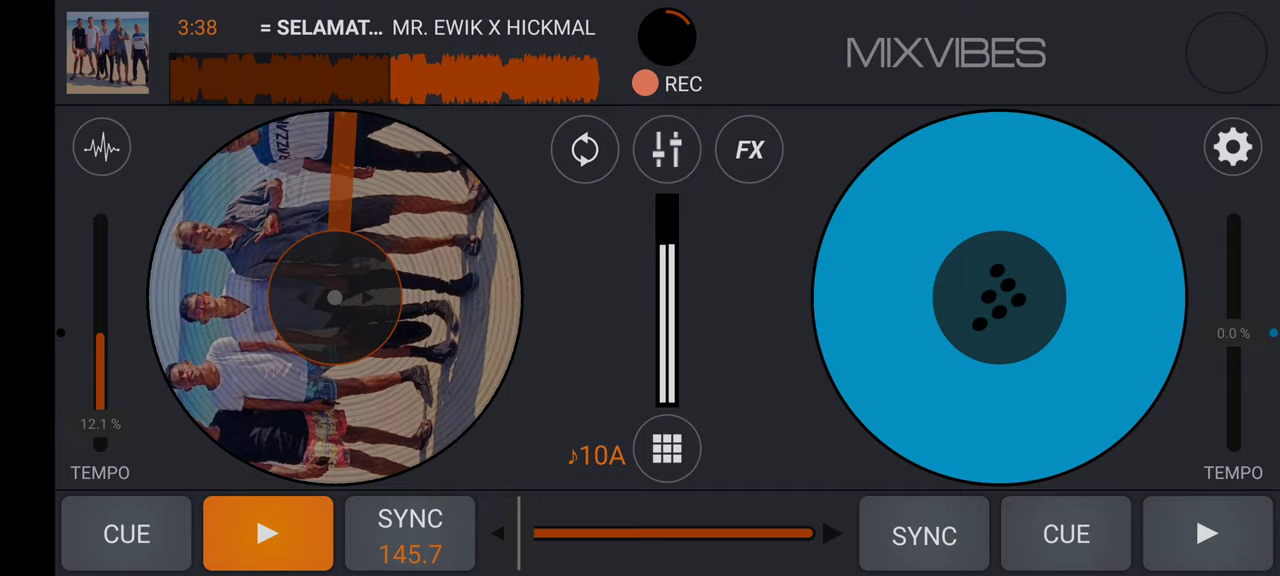 3:38 = SELAMAT... MR. EWIK X HICKMAL
REC
MIXVIBES
FX
12.1 %
TEMPO
♪10A
0.0 %
TEMPO
CUE
SYNC
145.7
SYNC
CUE